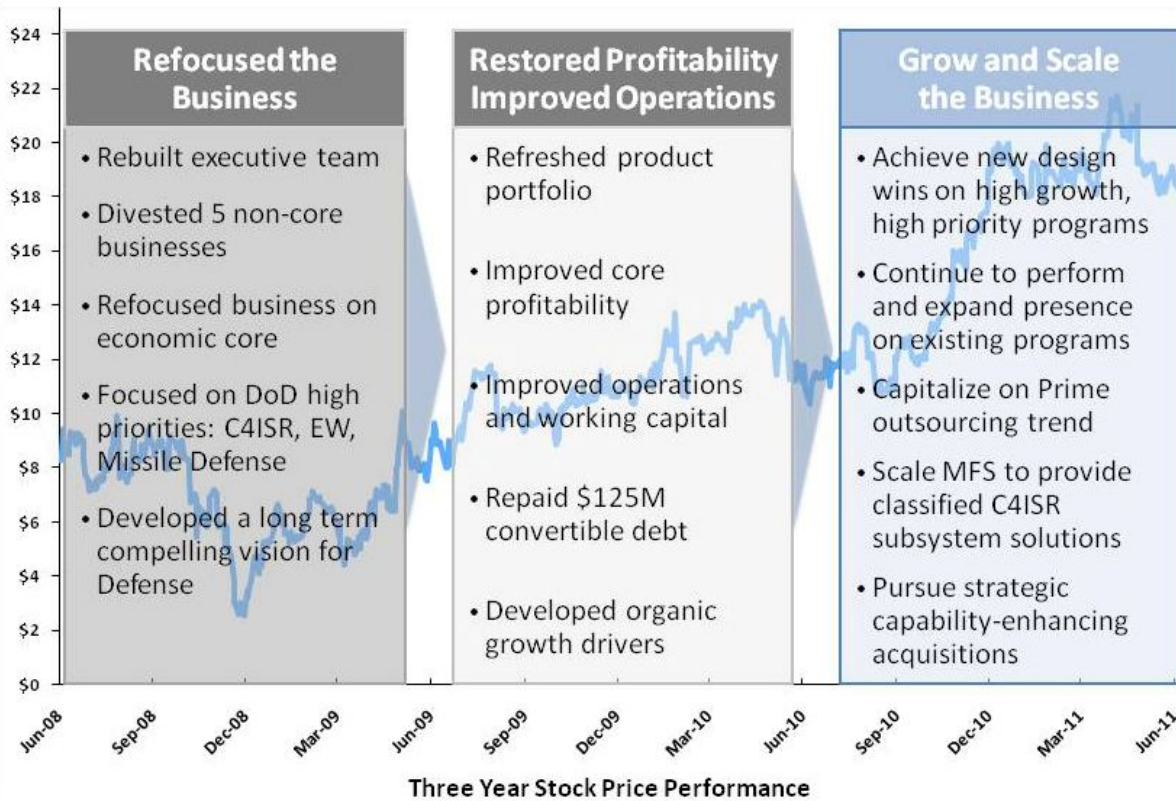 $24
$22
$20
$18
$16
$14
$12
$10
$8
$6
$4
$2
$0
Refocused the
Business
• Rebuilt executive team
• Divested 5 non-core
businesses
• Refocused business on
economic core
• Focused on DoD high
priorities: C4ISR, EW,
Missile Defense
• Developed a long term
compelling vision for
Defense
Restored Profitability
Improved Operations
• Refreshed product
portfolio
• Improved core
profitability
• Improved operations
and working capital
• Repaid $125M
convertible debt
• Developed organic
growth drivers
Grow and Scale
the Business
• Achieve new design
wins on high growth,
high priority programs
• Continue to perform
and expand presence
on existing programs
• Capitalize on Prime
outsourcing trend
• Scale MFS to provide
classified C4ISR
subsystem solutions
• Pursue strategic
capability-enhancing
acquisitions
Jun-08
Sep-08
Dec-08
Mar-09
Jun-09
Sep-09
Dec-09
Mar-10
Jun-10
Sep-10
Dec-10
Mar-11
Jun-11
Three Year Stock Price Performance